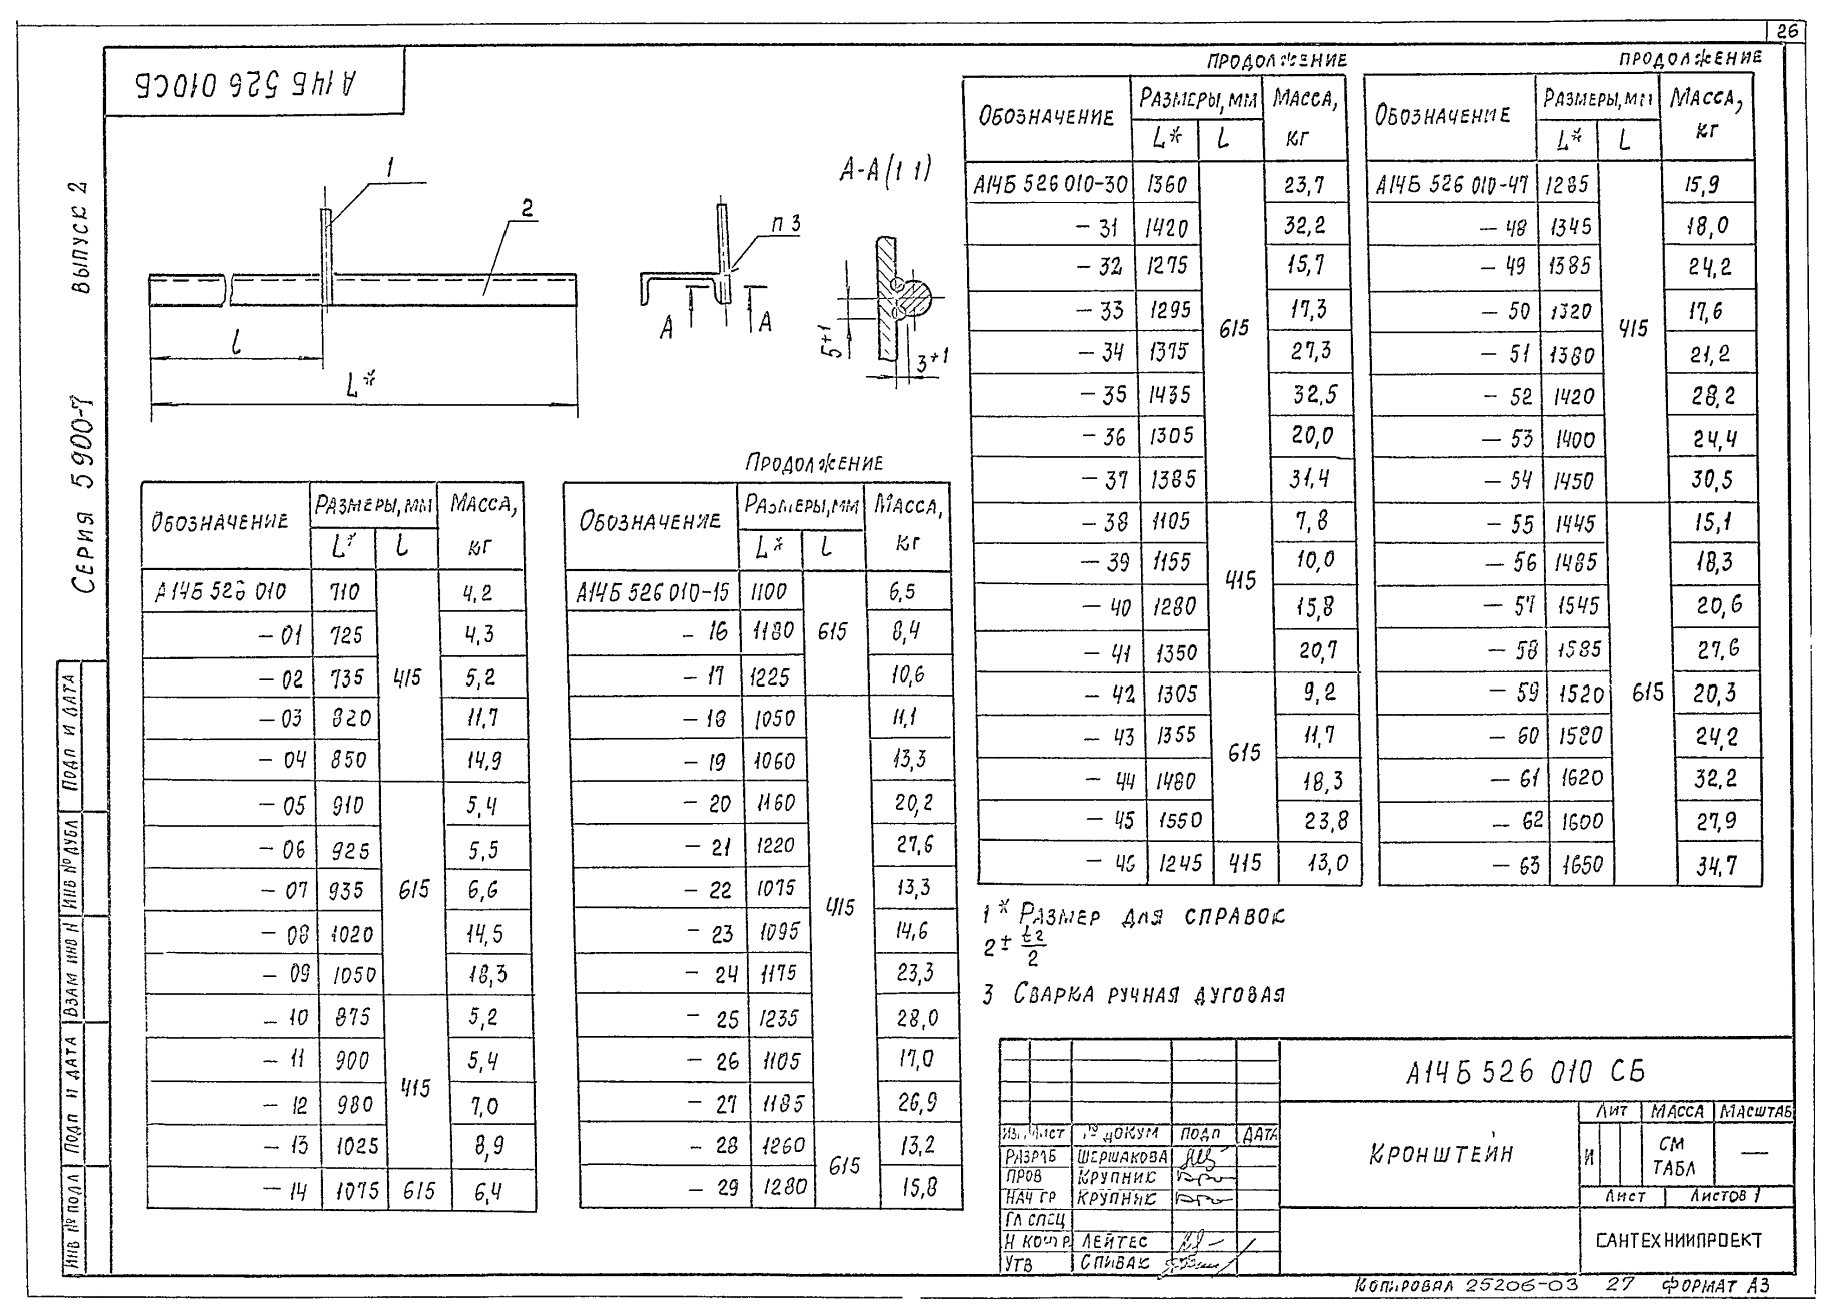 26
А14Б 526 010СБ
Серия 5 900-7 Выпуск 2
1
2
l
L*
п 3
А А
А-А (1 1)
5+1
3+1
Обозначение Размеры, мм Масса, кг
L* l
А14Б 526 010 710 415 4,2
-01 725 4,3
-02 735 5,2
-03 820 11,7
-04 850 14,9
-05 910 615 5,4
-06 925 5,5
-07 935 6,6
-08 1020 14,5
-09 1050 18,3
-10 875 415 5,2
-11 900 5,4
-12 980 7,0
-13 1025 8,9
-14 1075 615 6,4
Продолжение
Обозначение Размеры, мм Масса, кг
L* l
А14Б 526 010-15 1100 615 6,5
-16 1180 8,4
-17 1225 10,6
-18 1050 415 11,1
-19 1060 13,3
-20 1160 20,2
-21 1220 27,6
-22 1075 13,3
-23 1095 14,6
-24 1175 23,3
-25 1235 28,0
-26 1105 17,0
-27 1185 26,9
-28 1260 615 13,2
-29 1280 15,8
Продолжение
Обозначение Размеры, мм Масса, кг
L* l
А14Б 526 010-30 1360 615 23,7
-31 1420 32,2
-32 1275 15,7
-33 1295 17,3
-34 1375 27,3
-35 1435 32,5
-36 1305 20,0
-37 1385 31,4
-38 1105 415 7,8
-39 1155 10,0
-40 1280 15,8
-41 1350 20,7
-42 1305 615 9,2
-43 1355 11,7
-44 1480 18,3
-45 1550 23,8
-46 1245 415 13,0
Продолжение
Обозначение Размеры, мм Масса, кг
L* l
А14Б 526 010-47 1285 415 15,9
-48 1345 18,0
-49 1385 24,2
-50 1320 17,6
-51 1380 21,2
-52 1420 28,2
-53 1400 24,4
-54 1450 30,5
-55 1445 615 15,1
-56 1485 18,3
-57 1545 20,6
-58 1585 27,6
-59 1520 20,3
-60 1580 24,2
-61 1620 32,2
-62 1600 27,9
-63 1650 34,7
1 * Размер для справок
2 ± t2/2
3 Сварка ручная дуговая
Изм Лист № докум Подп Дата
Разраб Шершакова
Пров Крупник
Нач гр Крупник
Гл спец
Н контр Лейтес
Утв Спивак
А14Б 526 010 СБ
Кронштейн
Лит Масса Масштаб
И см табл —
Лист Листов 1
САНТЕХНИИПРОЕКТ
Инв № подл Подп и дата Взам инв № Инв № дубл Подп и дата
Копировал 25206-03 27 Формат А3